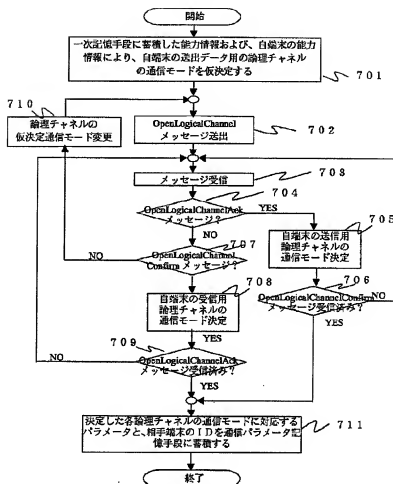 開始
一次記憶手段に蓄積した能力情報および、自端末の能力
情報により、自端末の送出データ用の論理チャネル
の通信モードを仮決定する
701
710
論理チャネルの
仮決定通信モード変更
OpenLogicalChannel
メッセージ送出
702
メッセージ受信
703
704
OpenLogicalChannelAck
メッセージ?
YES
NO
705
自端末の送信用
論理チャネルの
通信モード決定
707
OpenLogicalChannel
Confirm メッセージ?
NO
YES
708
自端末の受信用
論理チャネルの
通信モード決定
706
OpenLogicalChannelConfirm
メッセージ受信済み?
NO
YES
709
OpenLogicalChannelAck
メッセージ受信済み?
NO
YES
決定した各論理チャネルの通信モードに対応する
パラメータと、相手端末のIDを通信パラメータ記
憶手段に蓄積する
711
終了